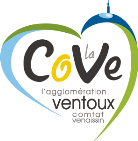 la
CoVe
l'agglomération
ventoux
comtat
venaissin